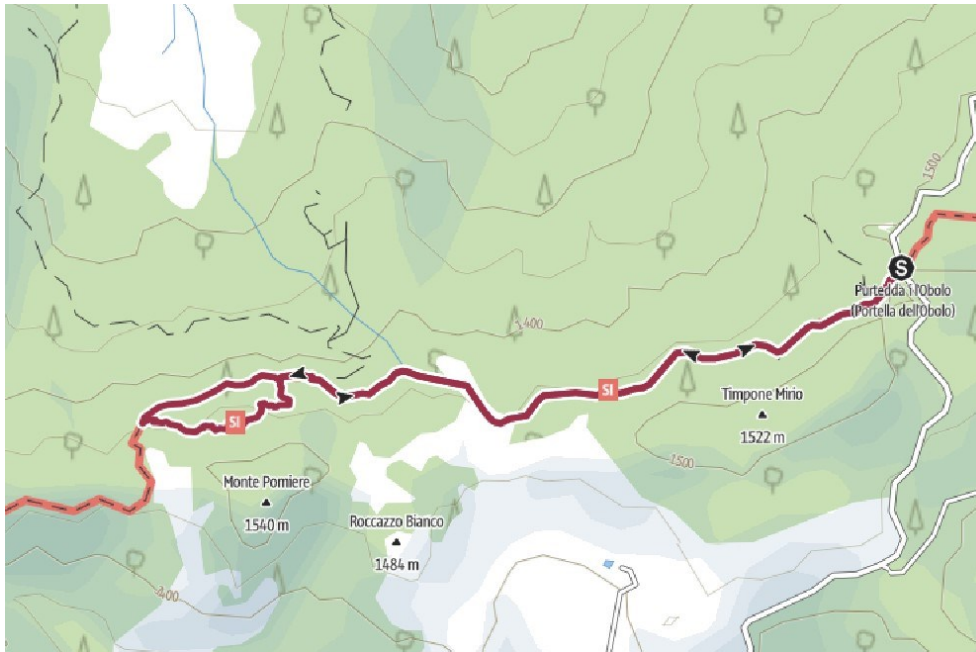 1500
S
Purtedda 'i l'Obolo
(Portella dell'Obolo)
1400
SI
Timpone Mirio
1522 m
SI
1500
Monte Pomiere
1540 m
Roccazzo Bianco
1484 m
1400